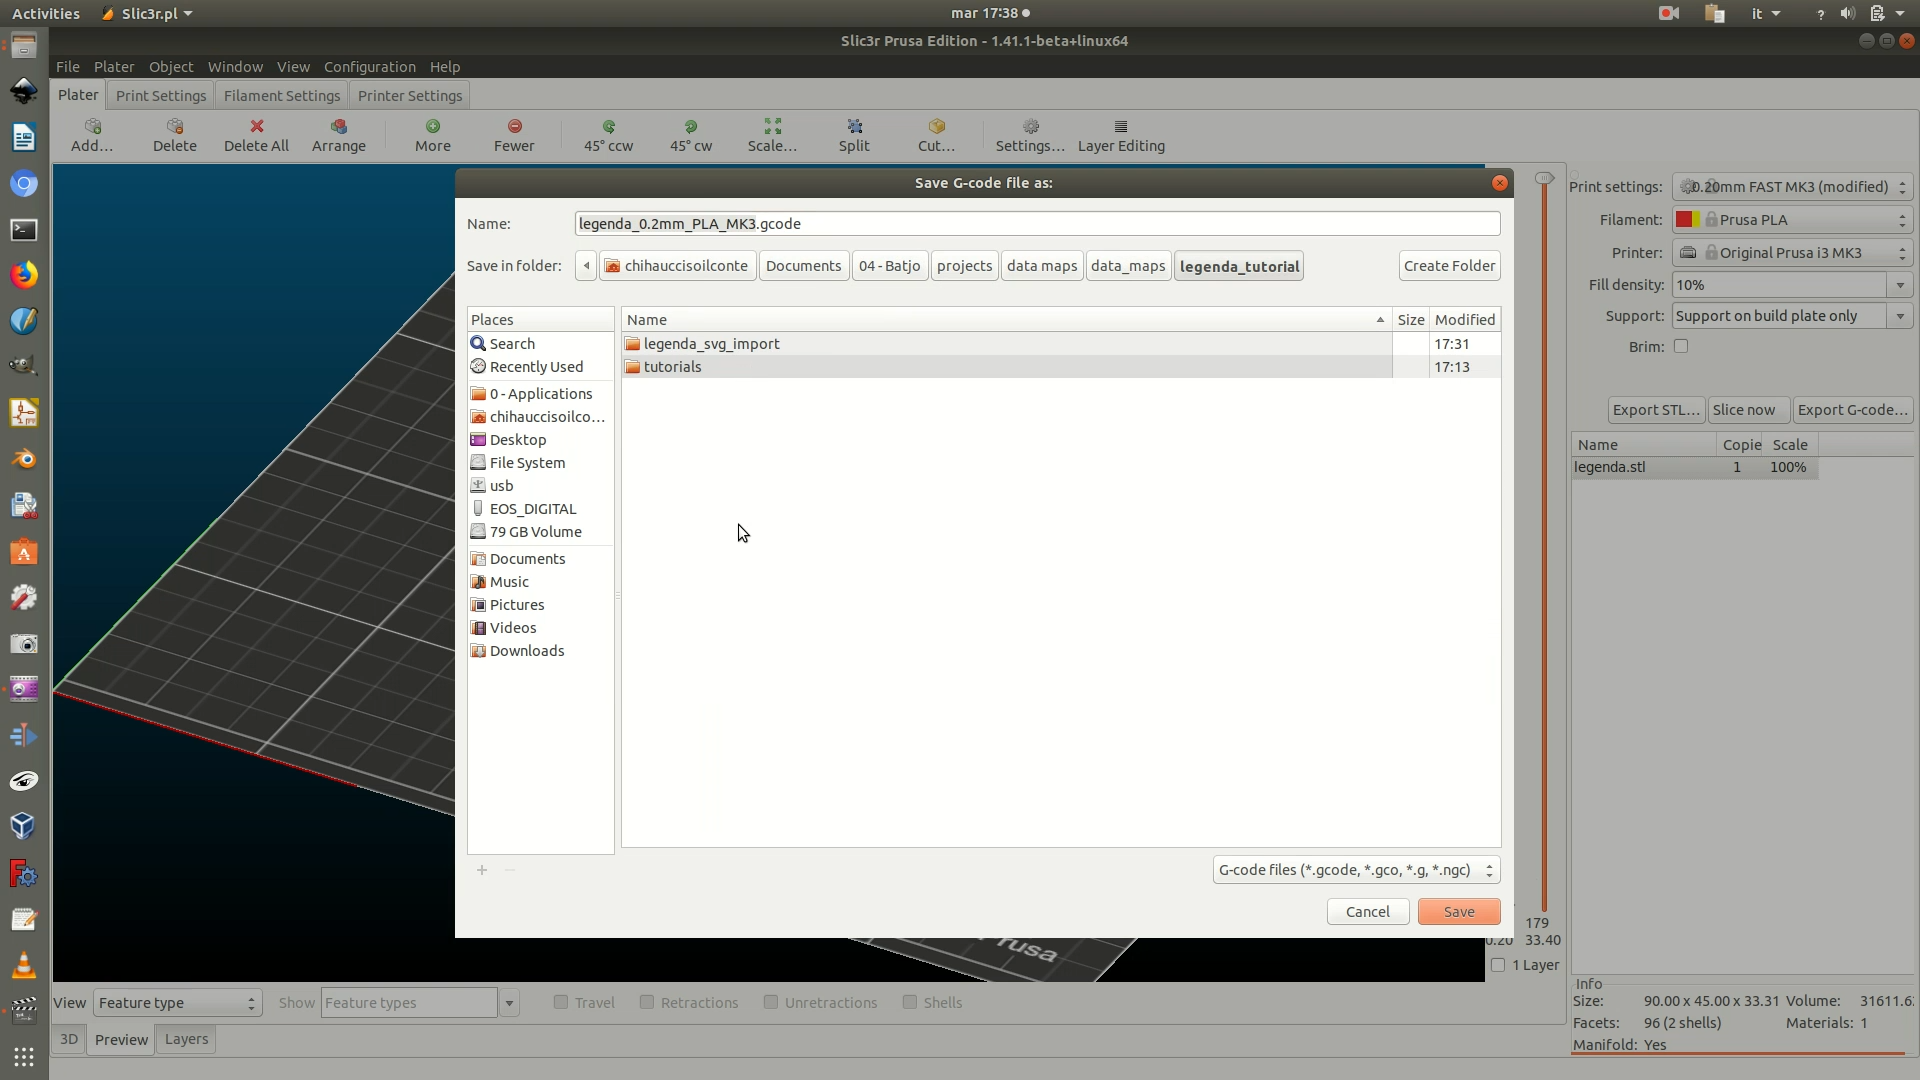 Activities Slic3r.pl mar 17:38 it ?
Slic3r Prusa Edition - 1.41.1-beta+linux64
File Plater Object Window View Configuration Help
Plater Print Settings Filament Settings Printer Settings
Add... Delete Delete All Arrange More Fewer 45° ccw 45° cw Scale... Split Cut... Settings... Layer Editing
Save G-code file as:
Name: legenda_0.2mm_PLA_MK3.gcode
Save in folder: chihauccisoilconte Documents 04 - Batjo projects data maps data_maps legenda_tutorial Create Folder
Places
Search
Recently Used
0 - Applications
chihauccisoilco...
Desktop
File System
usb
EOS_DIGITAL
79 GB Volume
Documents
Music
Pictures
Videos
Downloads
Name Size Modified
legenda_svg_import 17:31
tutorials 17:13
G-code files (*.gcode, *.gco, *.g, *.ngc)
Cancel Save
Print settings: 0.20mm FAST MK3 (modified)
Filament: Prusa PLA
Printer: Original Prusa i3 MK3
Fill density: 10%
Support: Support on build plate only
Brim:
Export STL... Slice now Export G-code...
Name Copie Scale
legenda.stl 1 100%
179
0.20 33.40
1 Layer
Prusa
Info
Size: 90.00 x 45.00 x 33.31 Volume: 31611.6
Facets: 96 (2 shells) Materials: 1
Manifold: Yes
View Feature type Show Feature types Travel Retractions Unretractions Shells
3D Preview Layers